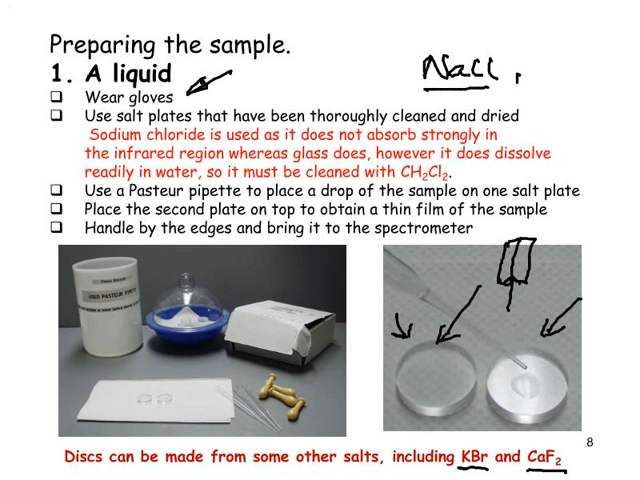 Preparing the sample.
1. A liquid
NaCl,
Wear gloves
Use salt plates that have been thoroughly cleaned and dried
Sodium chloride is used as it does not absorb strongly in
the infrared region whereas glass does, however it does dissolve
readily in water, so it must be cleaned with CH₂Cl₂.
Use a Pasteur pipette to place a drop of the sample on one salt plate
Place the second plate on top to obtain a thin film of the sample
Handle by the edges and bring it to the spectrometer
USED PASTEUR PIPETTE
8
Discs can be made from some other salts, including KBr and CaF₂